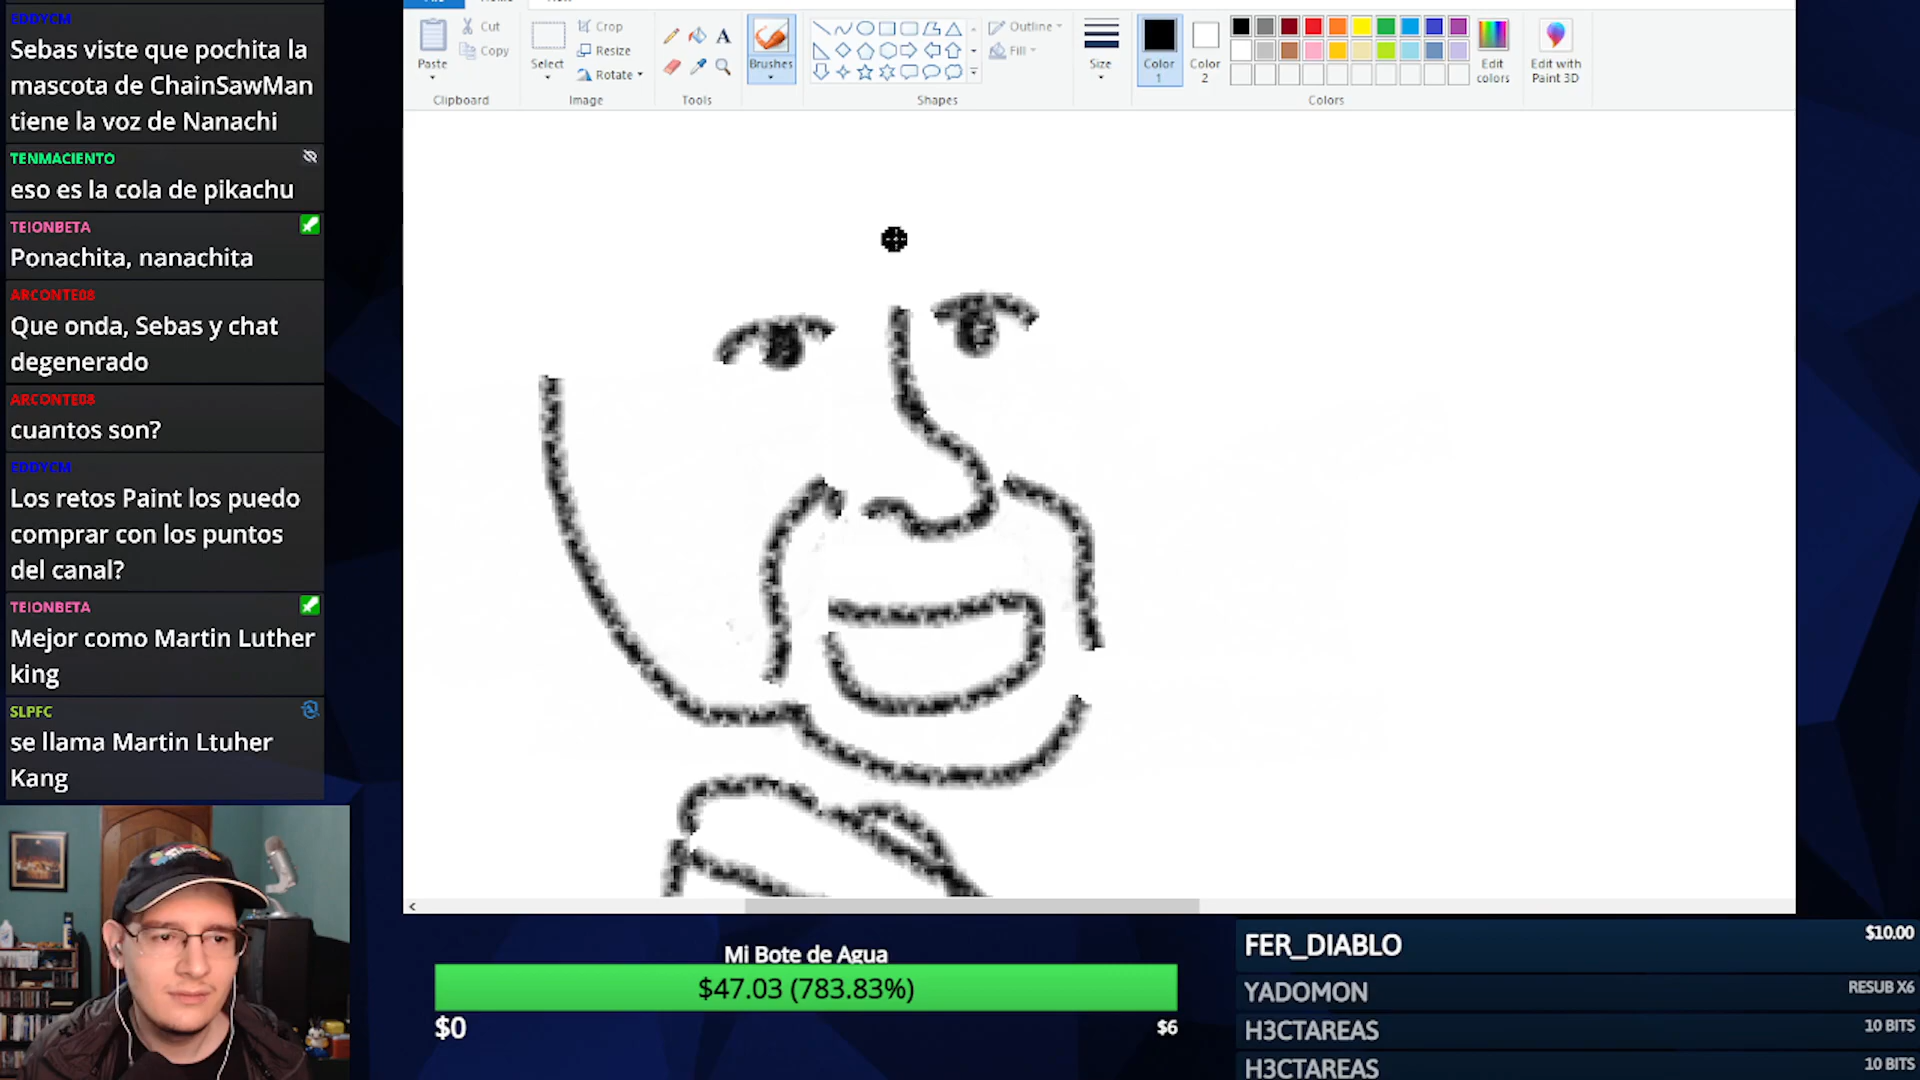 EDDYCM
Sebas viste que pochita la
mascota de ChainSawMan
tiene la voz de Nanachi
TENMACIENTO
eso es la cola de pikachu
TEIONBETA
Ponachita, nanachita
ARCONTE08
Que onda, Sebas y chat
degenerado
ARCONTE08
cuantos son?
EDDYCM
Los retos Paint los puedo
comprar con los puntos
del canal?
TEIONBETA
Mejor como Martin Luther
king
SLPFC
se llama Martin Ltuher
Kang
Paste
Cut
Copy
Clipboard
Select
Crop
Resize
Rotate
Image
A
Tools
Brushes
Outline
Fill
Shapes
Size
Color
1
Color
2
Edit
colors
Colors
Edit with
Paint 3D
Mi Bote de Agua
$47.03 (783.83%)
$0
$6
FER_DIABLO
$10.00
YADOMON
RESUB X6
H3CTAREAS
10 BITS
H3CTAREAS
10 BITS